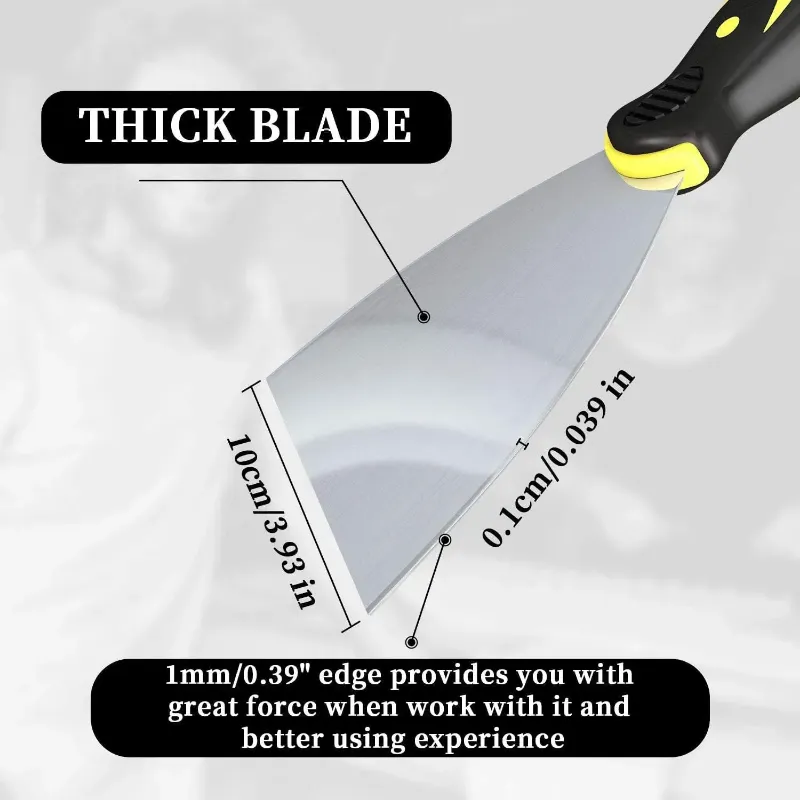 THICK BLADE
10cm/3.93 in
0.1cm/0.039 in
1mm/0.39" edge provides you with
great force when work with it and
better using experience